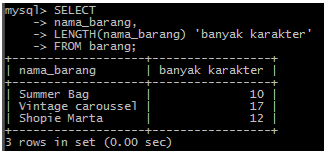 mysql> SELECT
    -> nama_barang,
    -> LENGTH(nama_barang) 'banyak karakter'
    -> FROM barang;
+-------------------+-----------------+
| nama_barang       | banyak karakter |
+-------------------+-----------------+
| Summer Bag        |              10 |
| Vintage caroussel |              17 |
| Shopie Marta      |              12 |
+-------------------+-----------------+
3 rows in set (0.00 sec)